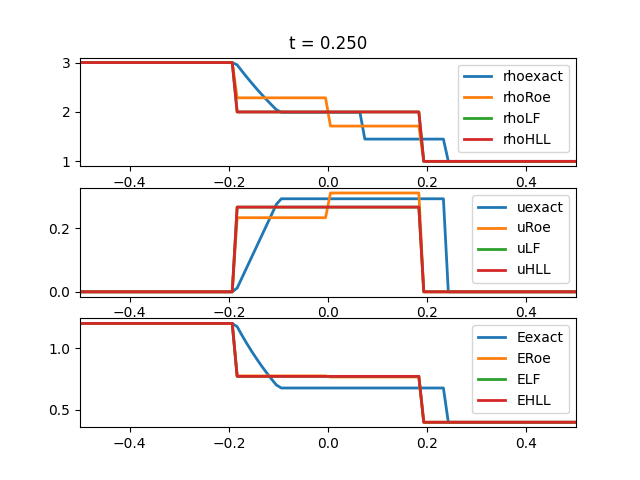 t = 0.250
3
2
1
rhoexact
rhoRoe
rhoLF
rhoHLL
−0.4 −0.2 0.0 0.2 0.4
0.2
0.0
uexact
uRoe
uLF
uHLL
−0.4 −0.2 0.0 0.2 0.4
1.0
0.5
Eexact
ERoe
ELF
EHLL
−0.4 −0.2 0.0 0.2 0.4